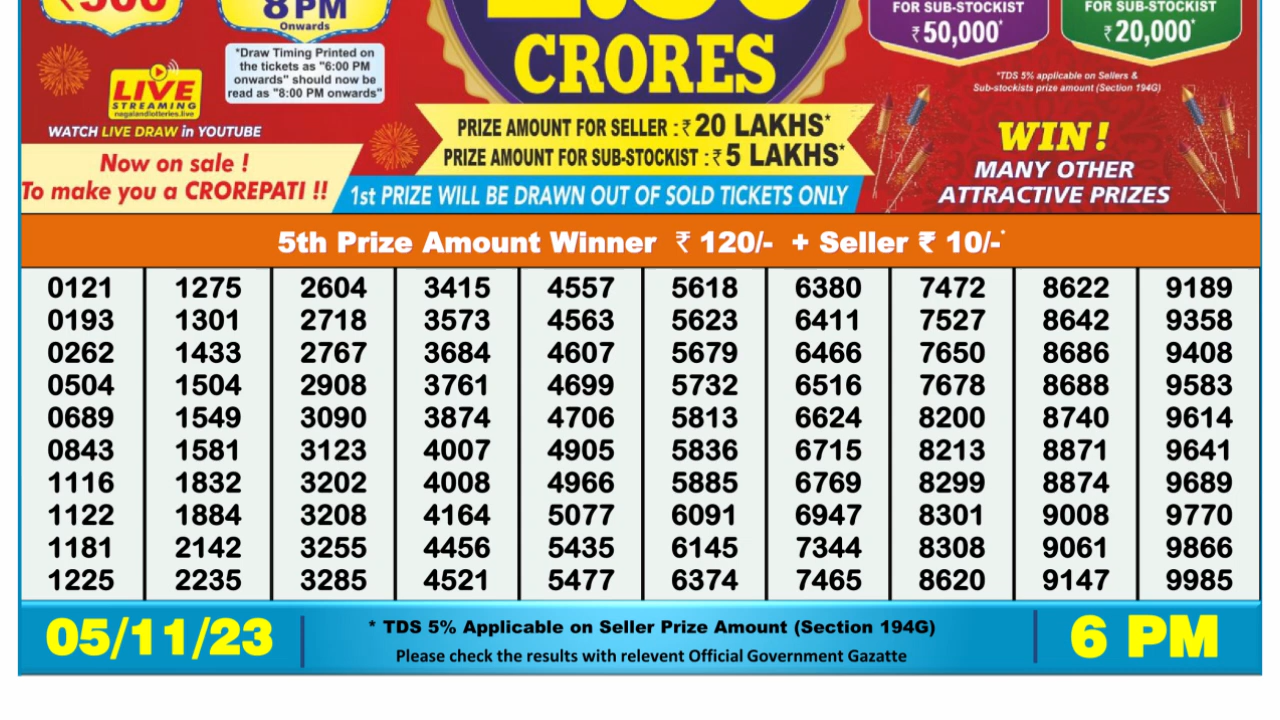 8 PM
Onwards
*Draw Timing Printed on
the tickets as "6:00 PM
onwards" should now be
read as "8:00 PM onwards"
LIVE
STREAMING
nagalandlotteries.live
WATCH LIVE DRAW in YOUTUBE
Now on sale !
To make you a CROREPATI !!
CRORES
PRIZE AMOUNT FOR SELLER : ₹ 20 LAKHS*
PRIZE AMOUNT FOR SUB-STOCKIST : ₹ 5 LAKHS*
1st PRIZE WILL BE DRAWN OUT OF SOLD TICKETS ONLY
FOR SUB-STOCKIST
₹ 50,000*
FOR SUB-STOCKIST
₹ 20,000*
*TDS 5% applicable on Sellers &
Sub-stockists prize amount (Section 194G)
WIN !
MANY OTHER
ATTRACTIVE PRIZES
5th Prize Amount Winner ₹ 120/- + Seller ₹ 10/-*
0121 1275 2604 3415 4557 5618 6380 7472 8622 9189
0193 1301 2718 3573 4563 5623 6411 7527 8642 9358
0262 1433 2767 3684 4607 5679 6466 7650 8686 9408
0504 1504 2908 3761 4699 5732 6516 7678 8688 9583
0689 1549 3090 3874 4706 5813 6624 8200 8740 9614
0843 1581 3123 4007 4905 5836 6715 8213 8871 9641
1116 1832 3202 4008 4966 5885 6769 8299 8874 9689
1122 1884 3208 4164 5077 6091 6947 8301 9008 9770
1181 2142 3255 4456 5435 6145 7344 8308 9061 9866
1225 2235 3285 4521 5477 6374 7465 8620 9147 9985
05/11/23
* TDS 5% Applicable on Seller Prize Amount (Section 194G)
Please check the results with relevent Official Government Gazatte
6 PM